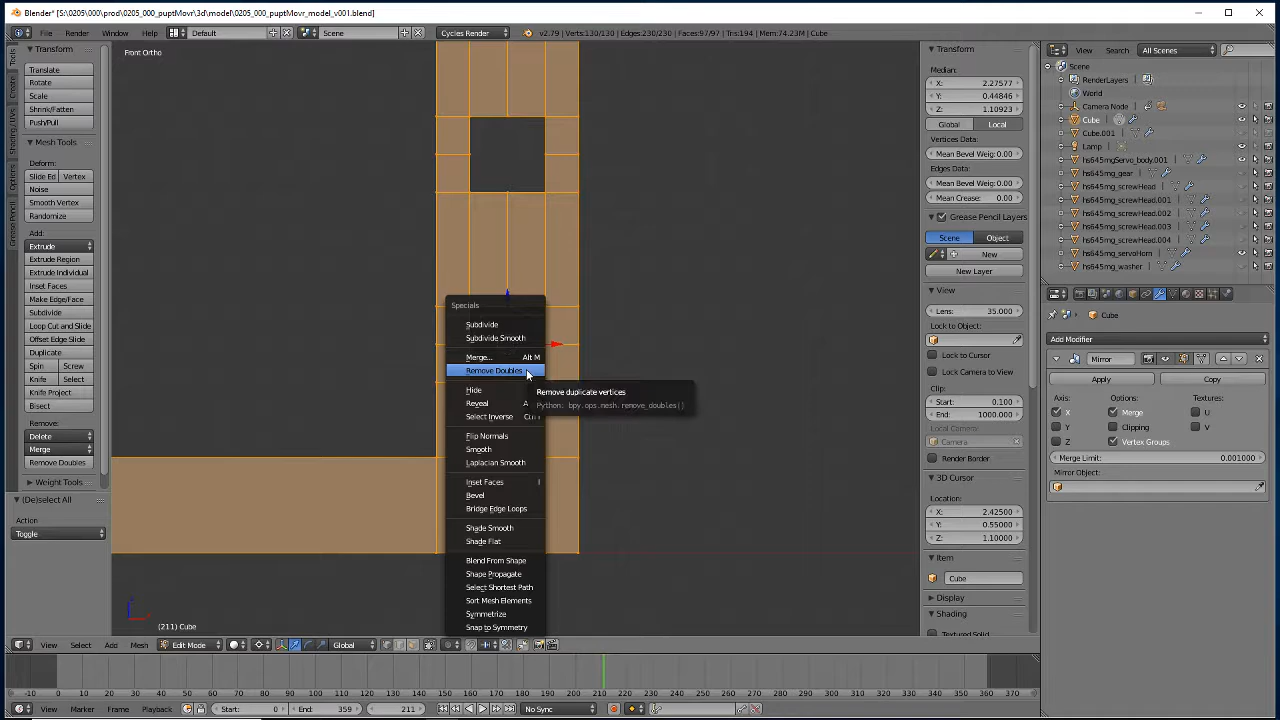 Blender* [S:\0205\000\prod\0205_000_puptMovr\3d\model\0205_000_puptMovr_model_v001.blend]
File Render Window Help Default Scene Cycles Render v2.79 | Verts:130/130 | Edges:230/230 | Faces:97/97 | Tris:194 | Mem:74.23M | Cube
Tools
Create
Shading / UVs
Options
Grease Pencil
Transform
Translate
Rotate
Scale
Shrink/Fatten
Push/Pull
Mesh Tools
Deform:
Slide Ed Vertex
Noise
Smooth Vertex
Randomize
Add:
Extrude
Extrude Region
Extrude Individual
Inset Faces
Make Edge/Face
Subdivide
Loop Cut and Slide
Offset Edge Slide
Duplicate
Spin Screw
Knife Select
Knife Project
Bisect
Remove:
Delete
Merge
Remove Doubles
Weight Tools
(De)select All
Action:
Toggle
Front Ortho
Specials
Subdivide
Subdivide Smooth
Merge... Alt M
Remove Doubles
Hide
Reveal
Select Inverse
Flip Normals
Smooth
Laplacian Smooth
Inset Faces I
Bevel
Bridge Edge Loops
Shade Smooth
Shade Flat
Blend From Shape
Shape Propagate
Select Shortest Path
Sort Mesh Elements
Symmetrize
Snap to Symmetry
Remove duplicate vertices
Python: bpy.ops.mesh.remove_doubles()
(211) Cube
View Select Add Mesh Edit Mode Global
Transform
Median:
X: 2.27577
Y: 0.44846
Z: 1.10923
Global Local
Vertices Data:
Mean Bevel Weig: 0.00
Edges Data:
Mean Bevel Weig: 0.00
Mean Crease: 0.00
Grease Pencil Layers
Scene Object
New
New Layer
View
Lens: 35.000
Lock to Object:
Lock to Cursor
Lock Camera to View
Clip:
Start: 0.100
End: 1000.000
Local Camera:
Camera
Render Border
3D Cursor
Location:
X: 2.42500
Y: 0.55000
Z: 1.10000
Item
Cube
Display
Shading
Textured Solid
View Search All Scenes
Scene
RenderLayers
World
Camera Node
Cube
Cube.001
Lamp
hs645mgServo_body.001
hs645mg_gear
hs645mg_screwHead
hs645mg_screwHead.001
hs645mg_screwHead.002
hs645mg_screwHead.003
hs645mg_screwHead.004
hs645mg_servoHorn
hs645mg_washer
Cube
Add Modifier
Mirror
Apply Copy
Axis: Options: Textures:
X Merge U
Y Clipping V
Z Vertex Groups
Merge Limit: 0.001000
Mirror Object:
-10 0 10 20 30 40 50 60 70 80 90 100 110 120 130 140 150 160 170 180 190 200 210 220 230 240 250 260 270 280 290 300 310 320 330 340 350 360 370
View Marker Frame Playback Start: 0 End: 359 211 No Sync